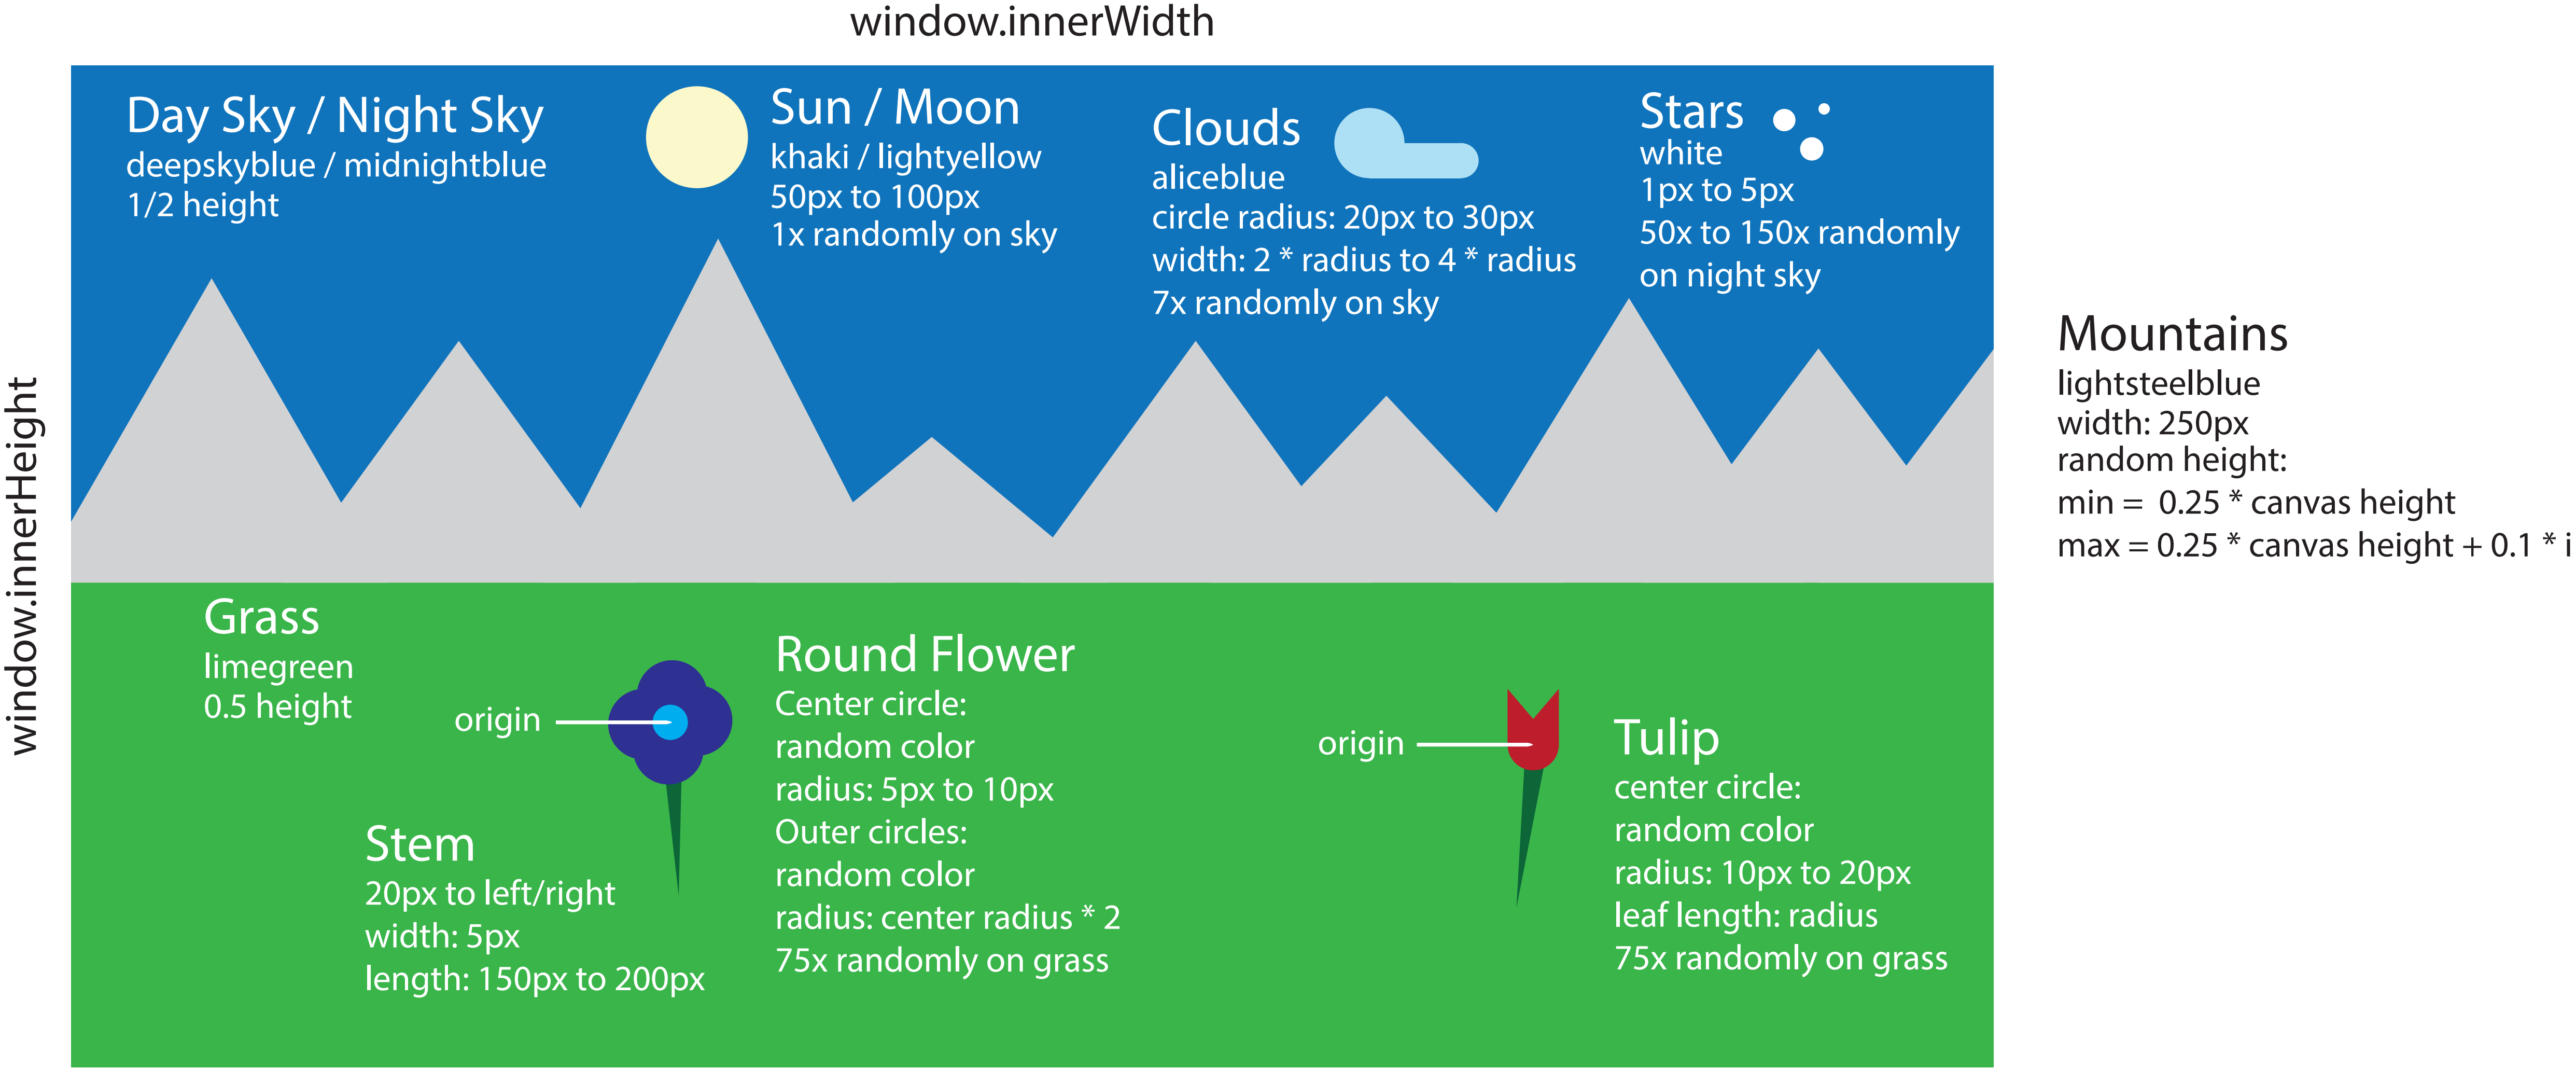 window.innerWidth
window.innerHeight
Day Sky / Night Sky
deepskyblue / midnightblue
1/2 height
Sun / Moon
khaki / lightyellow
50px to 100px
1x randomly on sky
Clouds
aliceblue
circle radius: 20px to 30px
width: 2 * radius to 4 * radius
7x randomly on sky
Stars
white
1px to 5px
50x to 150x randomly
on night sky
Mountains
lightsteelblue
width: 250px
random height:
min =  0.25 * canvas height
max = 0.25 * canvas height + 0.1 * i
Grass
limegreen
0.5 height
origin
Stem
20px to left/right
width: 5px
length: 150px to 200px
Round Flower
Center circle:
random color
radius: 5px to 10px
Outer circles:
random color
radius: center radius * 2
75x randomly on grass
origin
Tulip
center circle:
random color
radius: 10px to 20px
leaf length: radius
75x randomly on grass